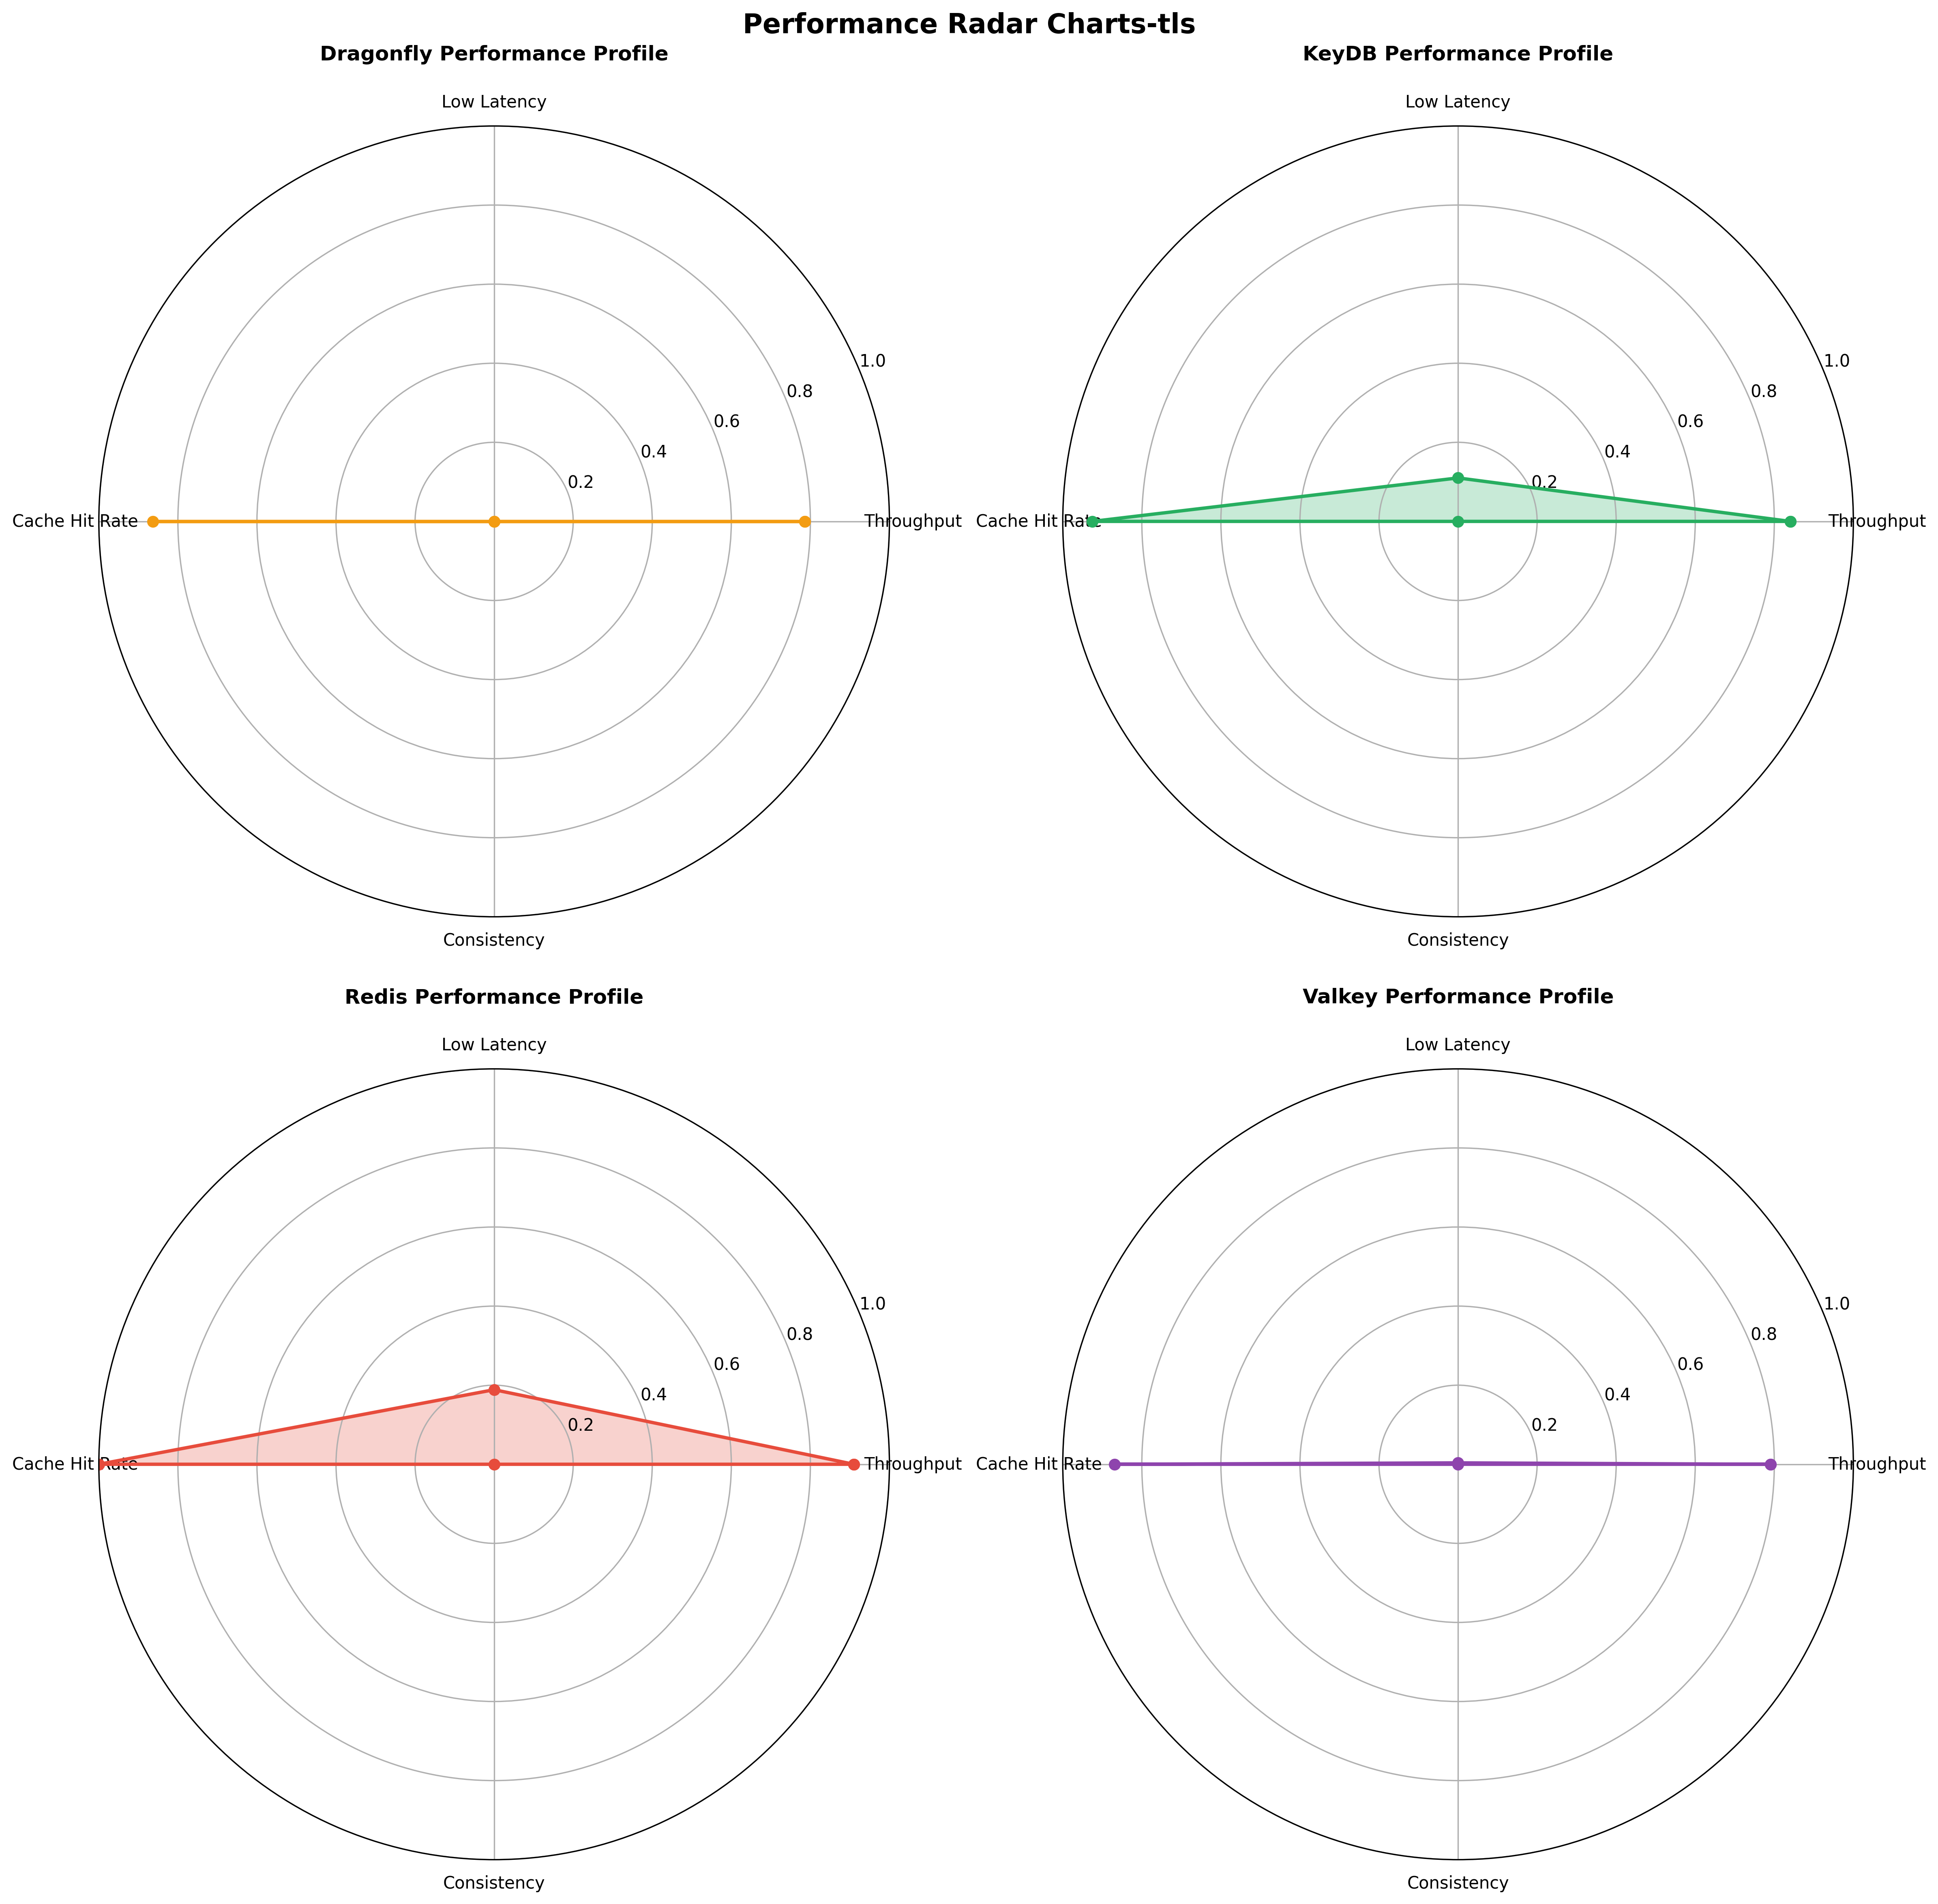 Performance Radar Charts-tls
Dragonfly Performance Profile
Low Latency
1.0
0.8
0.6
0.4
0.2
Cache Hit Rate
Throughput
Consistency
KeyDB Performance Profile
Low Latency
1.0
0.8
0.6
0.4
0.2
Cache Hit Rate
Throughput
Consistency
Redis Performance Profile
Low Latency
1.0
0.8
0.6
0.4
0.2
Cache Hit Rate
Throughput
Consistency
Valkey Performance Profile
Low Latency
1.0
0.8
0.6
0.4
0.2
Cache Hit Rate
Throughput
Consistency